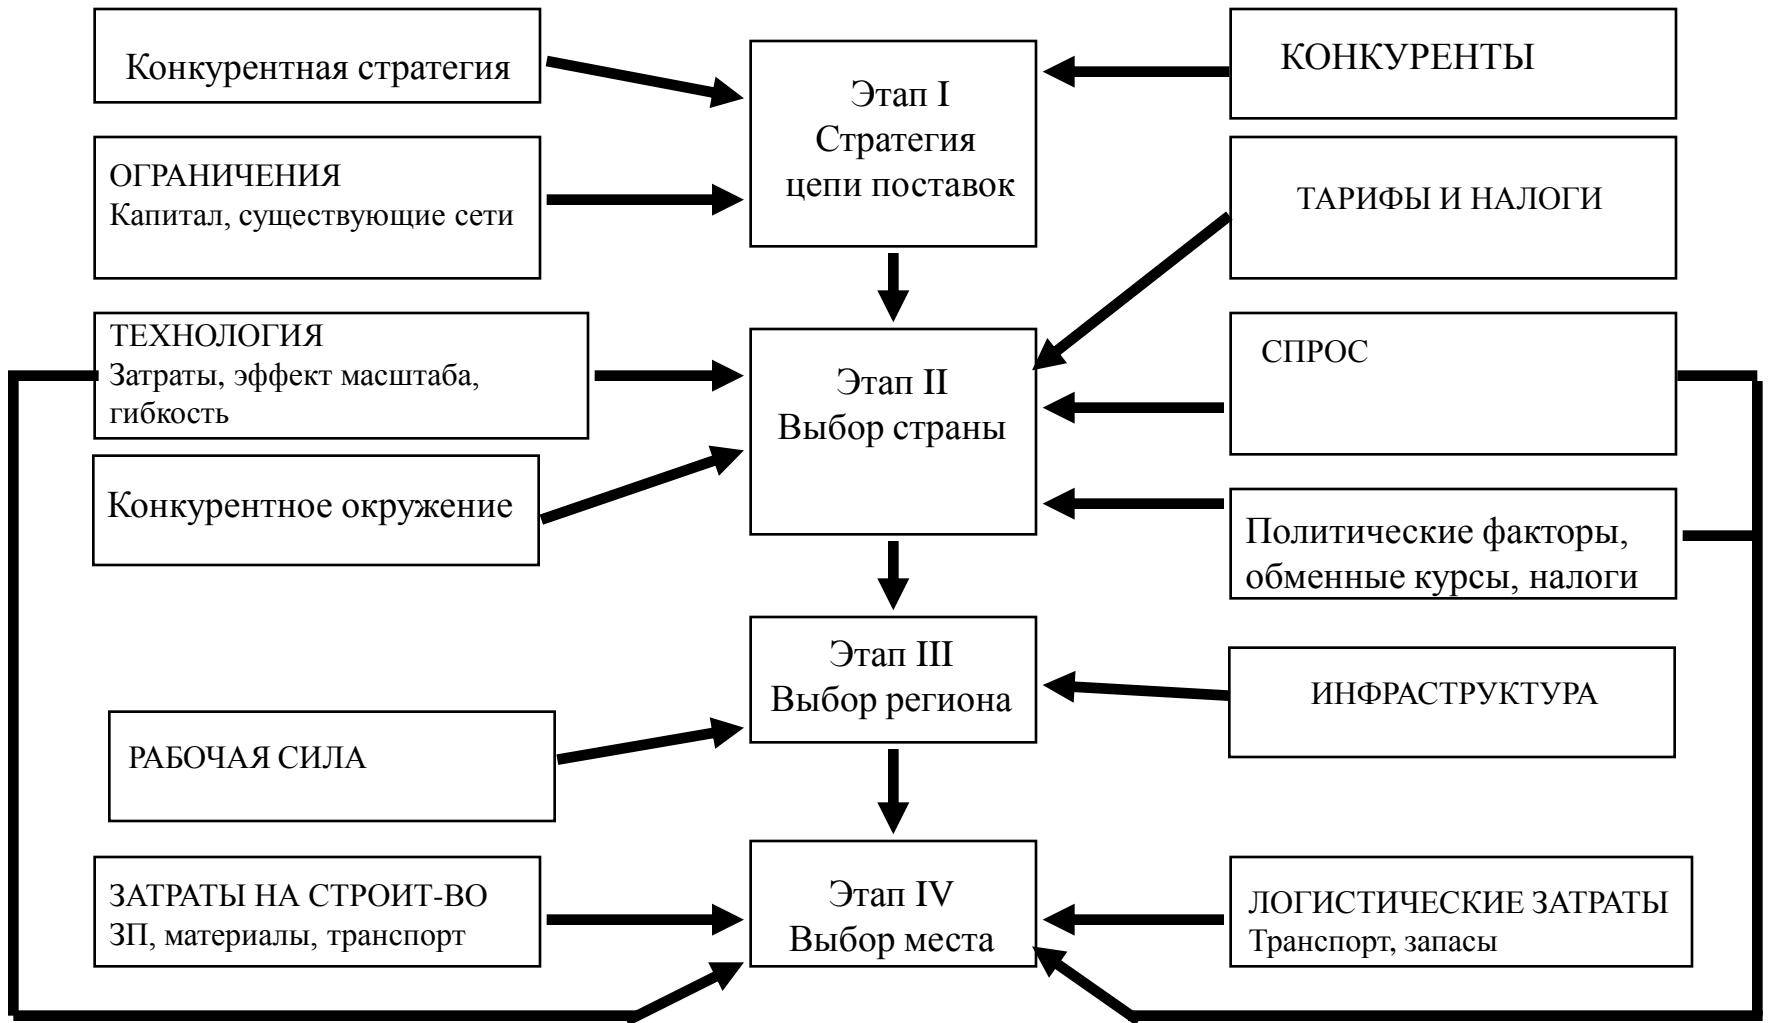 Конкурентная стратегия
КОНКУРЕНТЫ
Этап I
Стратегия
цепи поставок
ОГРАНИЧЕНИЯ
Капитал, существующие сети
ТАРИФЫ И НАЛОГИ
ТЕХНОЛОГИЯ
Затраты, эффект масштаба,
гибкость
Этап II
Выбор страны
СПРОС
Конкурентное окружение
Политические факторы,
обменные курсы, налоги
Этап III
Выбор региона
ИНФРАСТРУКТУРА
РАБОЧАЯ СИЛА
ЗАТРАТЫ НА СТРОИТ-ВО
ЗП, материалы, транспорт
Этап IV
Выбор места
ЛОГИСТИЧЕСКИЕ ЗАТРАТЫ
Транспорт, запасы